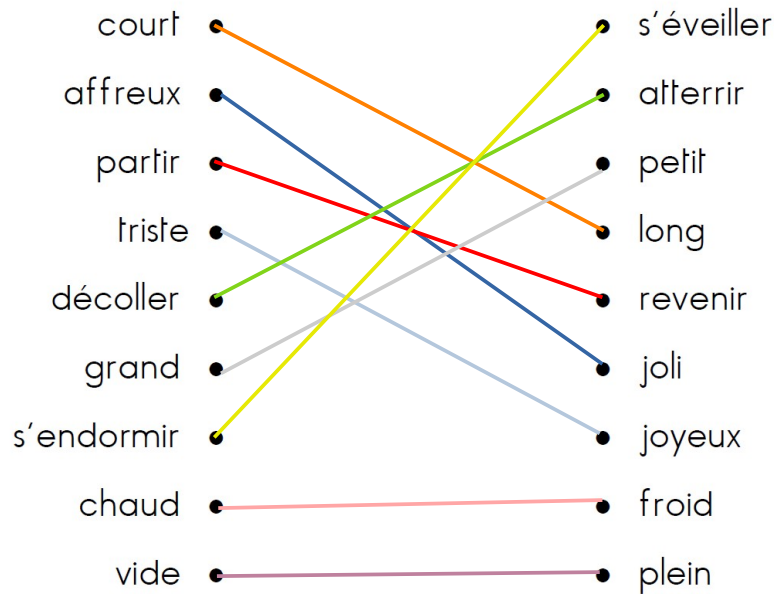 court s’éveiller
affreux atterrir
partir petit
triste long
décoller revenir
grand joli
s’endormir joyeux
chaud froid
vide plein